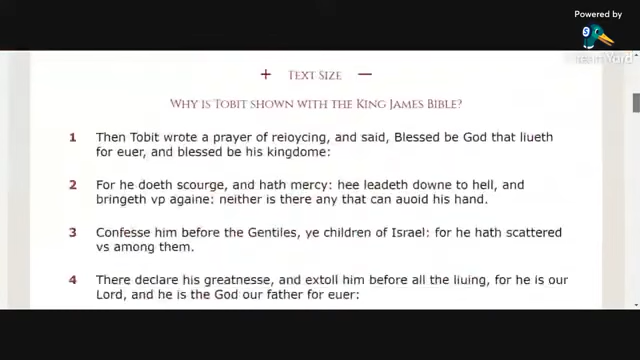 Powered by
StreamYard
+ TEXT SIZE —
WHY IS TOBIT SHOWN WITH THE KING JAMES BIBLE?
1 Then Tobit wrote a prayer of reioycing, and said, Blessed be God that liueth
for euer, and blessed be his kingdome:
2 For he doeth scourge, and hath mercy: hee leadeth downe to hell, and
bringeth vp againe: neither is there any that can auoid his hand.
3 Confesse him before the Gentiles, ye children of Israel: for he hath scattered
vs among them.
4 There declare his greatnesse, and extoll him before all the liuing, for he is our
Lord, and he is the God our father for euer: